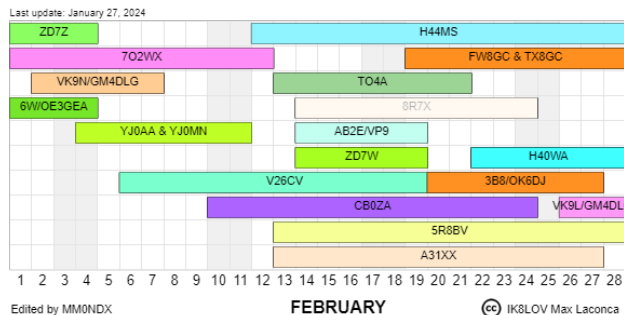 Last update: January 27, 2024
ZD7Z H44MS
7O2WX FW8GC & TX8GC
VK9N/GM4DLG TO4A
6W/OE3GEA 8R7X
YJ0AA & YJ0MN AB2E/VP9
ZD7W H40WA
V26CV 3B8/OK6DJ
CB0ZA VK9L/GM4DL
5R8BV
A31XX
1 2 3 4 5 6 7 8 9 10 11 12 13 14 15 16 17 18 19 20 21 22 23 24 25 26 27 28
Edited by MM0NDX FEBRUARY cc IK8LOV Max Laconca